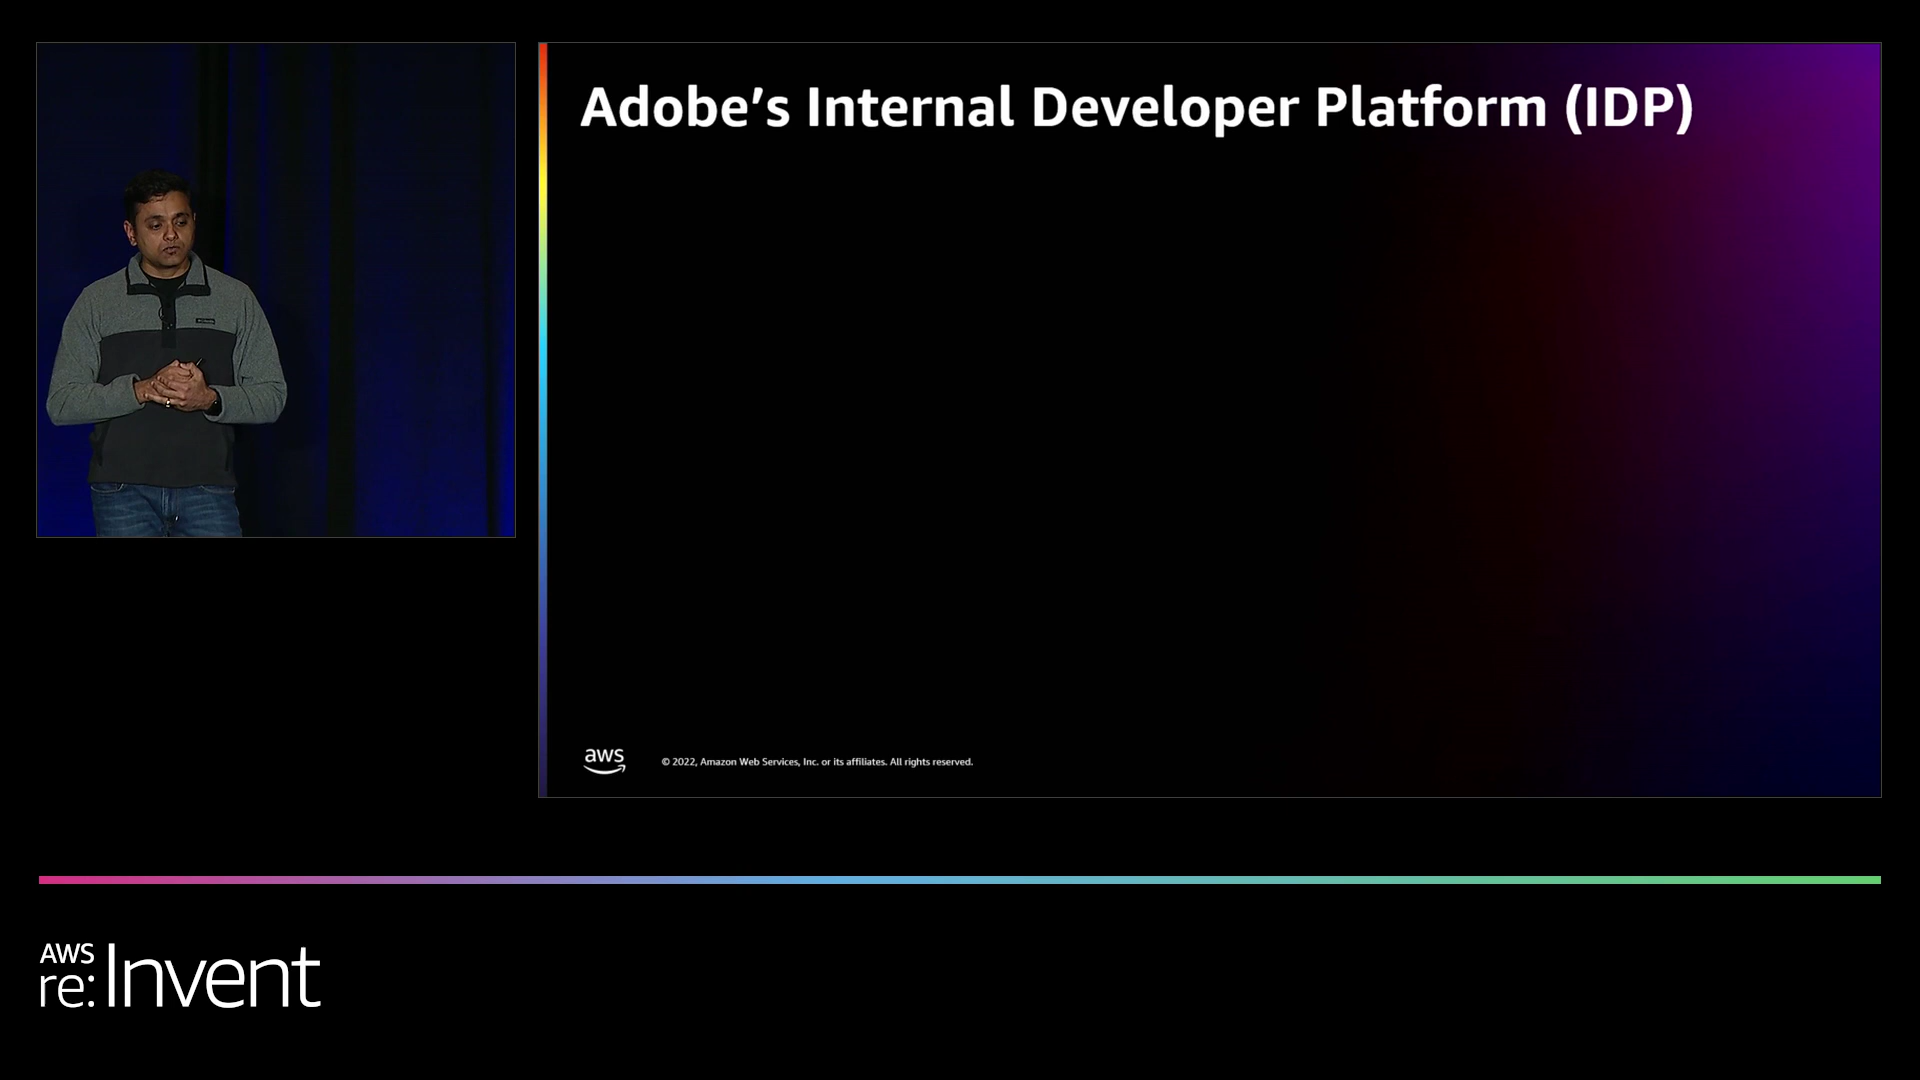 Adobe’s Internal Developer Platform (IDP)
aws
© 2022, Amazon Web Services, Inc. or its affiliates. All rights reserved.
AWS
re:Invent